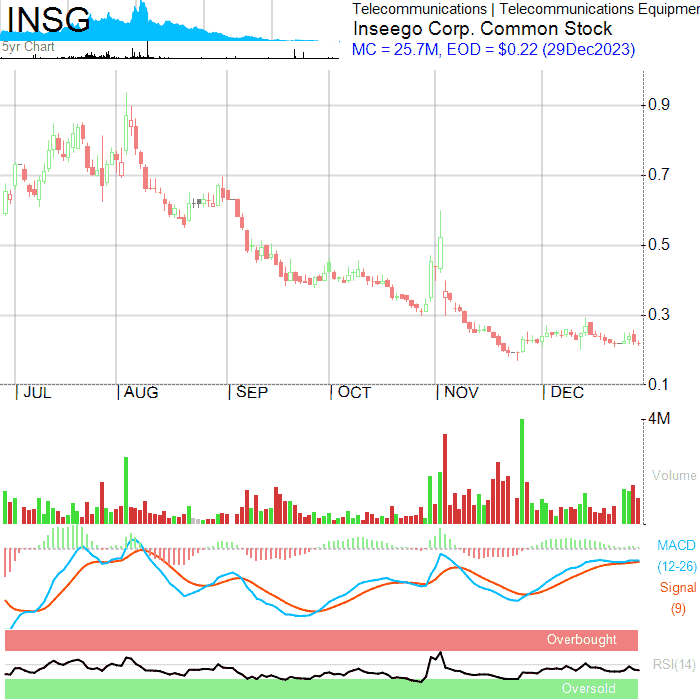 INSG
5yr Chart
Telecommunications | Telecommunications Equipmen
Inseego Corp. Common Stock
MC = 25.7M, EOD = $0.22 (29Dec2023)
0.9
0.7
0.5
0.3
0.1
JUL AUG SEP OCT NOV DEC
4M
Volume
MACD
(12-26)
Signal
(9)
Overbought
RSI(14)
Oversold